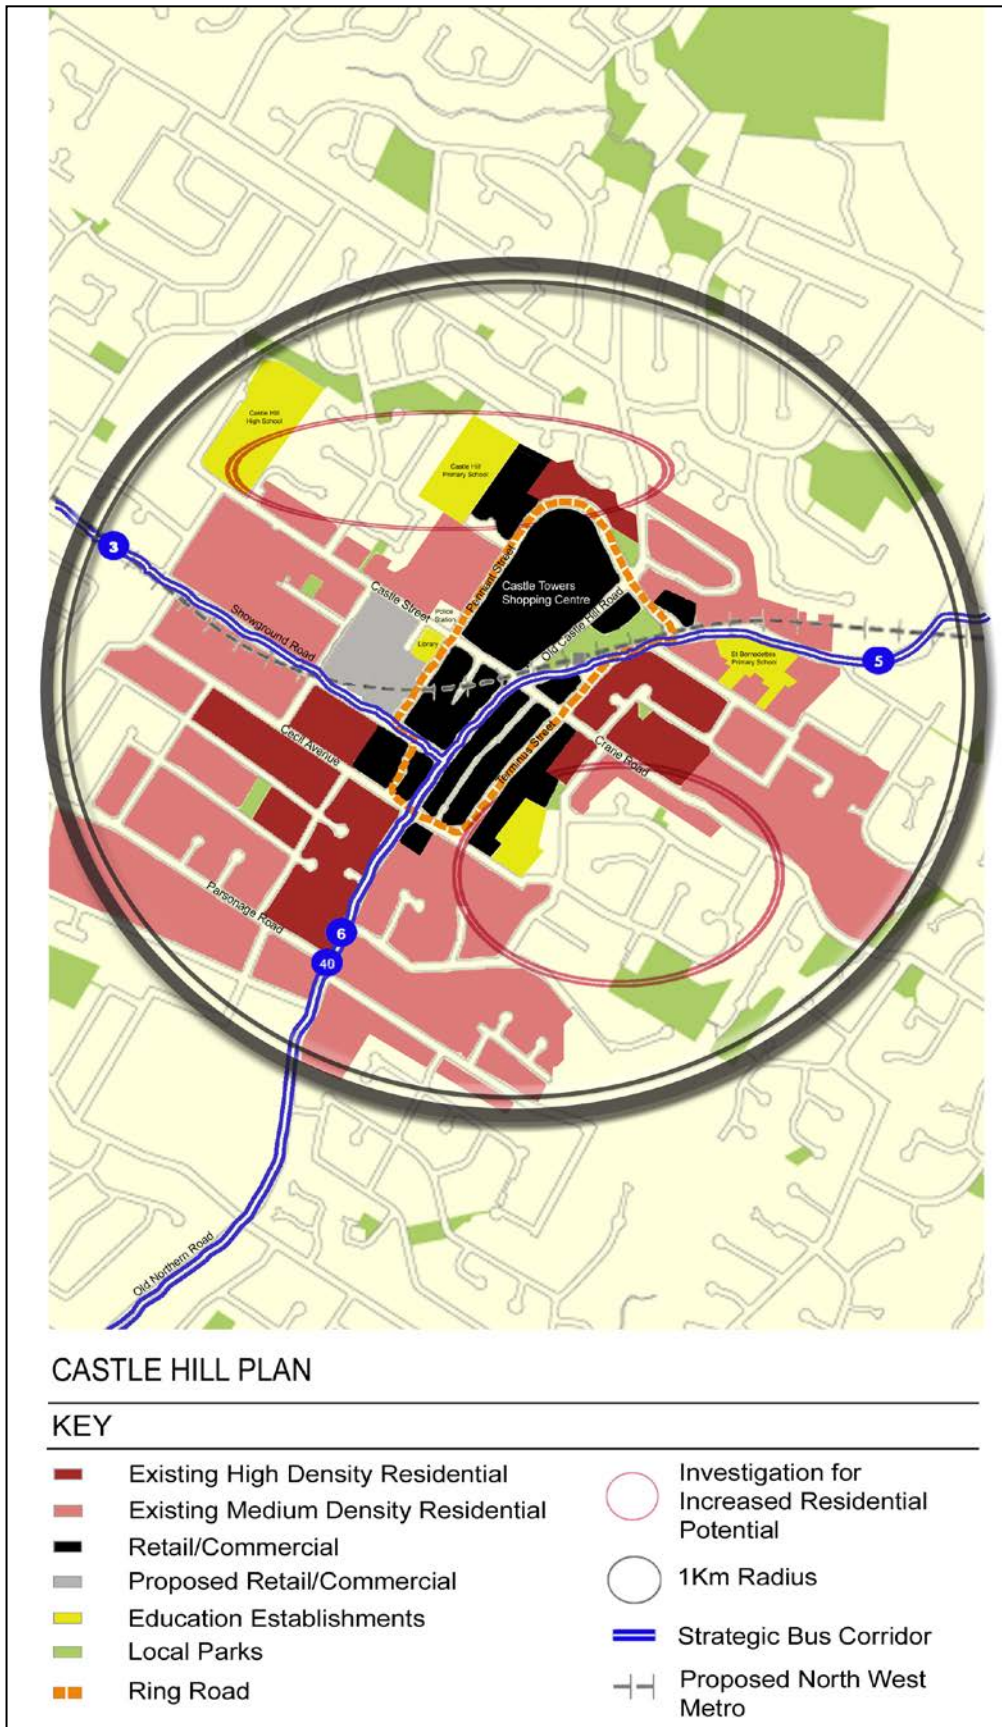 Castle Hill
High School
Castle Hill
Primary School
Pennant Street
Castle Towers
Shopping Centre
3
Castle Street
Police
Station
Library
Old Castle Hill Road
Showground Road
St Bernadettes
Primary School
5
Cecil Avenue
Terminus Street
Crane Road
Parsonage Road
6
40
Old Northern Road
CASTLE HILL PLAN
KEY
Existing High Density Residential
Existing Medium Density Residential
Retail/Commercial
Proposed Retail/Commercial
Education Establishments
Local Parks
Ring Road
Investigation for
Increased Residential
Potential
1Km Radius
Strategic Bus Corridor
Proposed North West
Metro